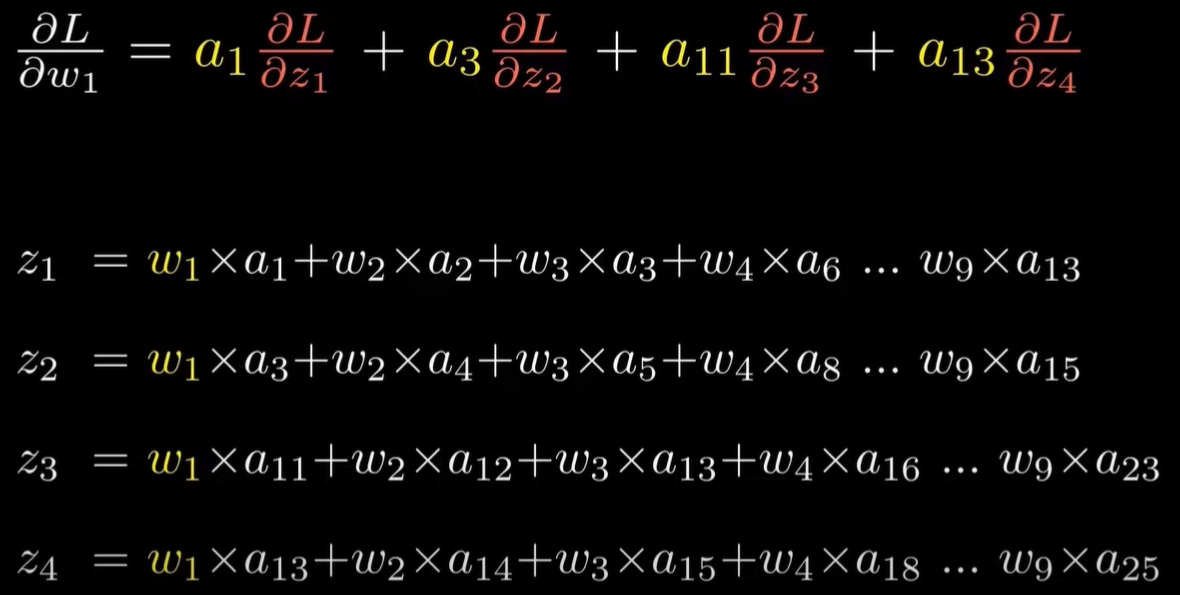 ∂L/∂w₁ = a₁ ∂L/∂z₁ + a₃ ∂L/∂z₂ + a₁₁ ∂L/∂z₃ + a₁₃ ∂L/∂z₄
z₁ = w₁×a₁+w₂×a₂+w₃×a₃+w₄×a₆ ... w₉×a₁₃
z₂ = w₁×a₃+w₂×a₄+w₃×a₅+w₄×a₈ ... w₉×a₁₅
z₃ = w₁×a₁₁+w₂×a₁₂+w₃×a₁₃+w₄×a₁₆ ... w₉×a₂₃
z₄ = w₁×a₁₃+w₂×a₁₄+w₃×a₁₅+w₄×a₁₈ ... w₉×a₂₅